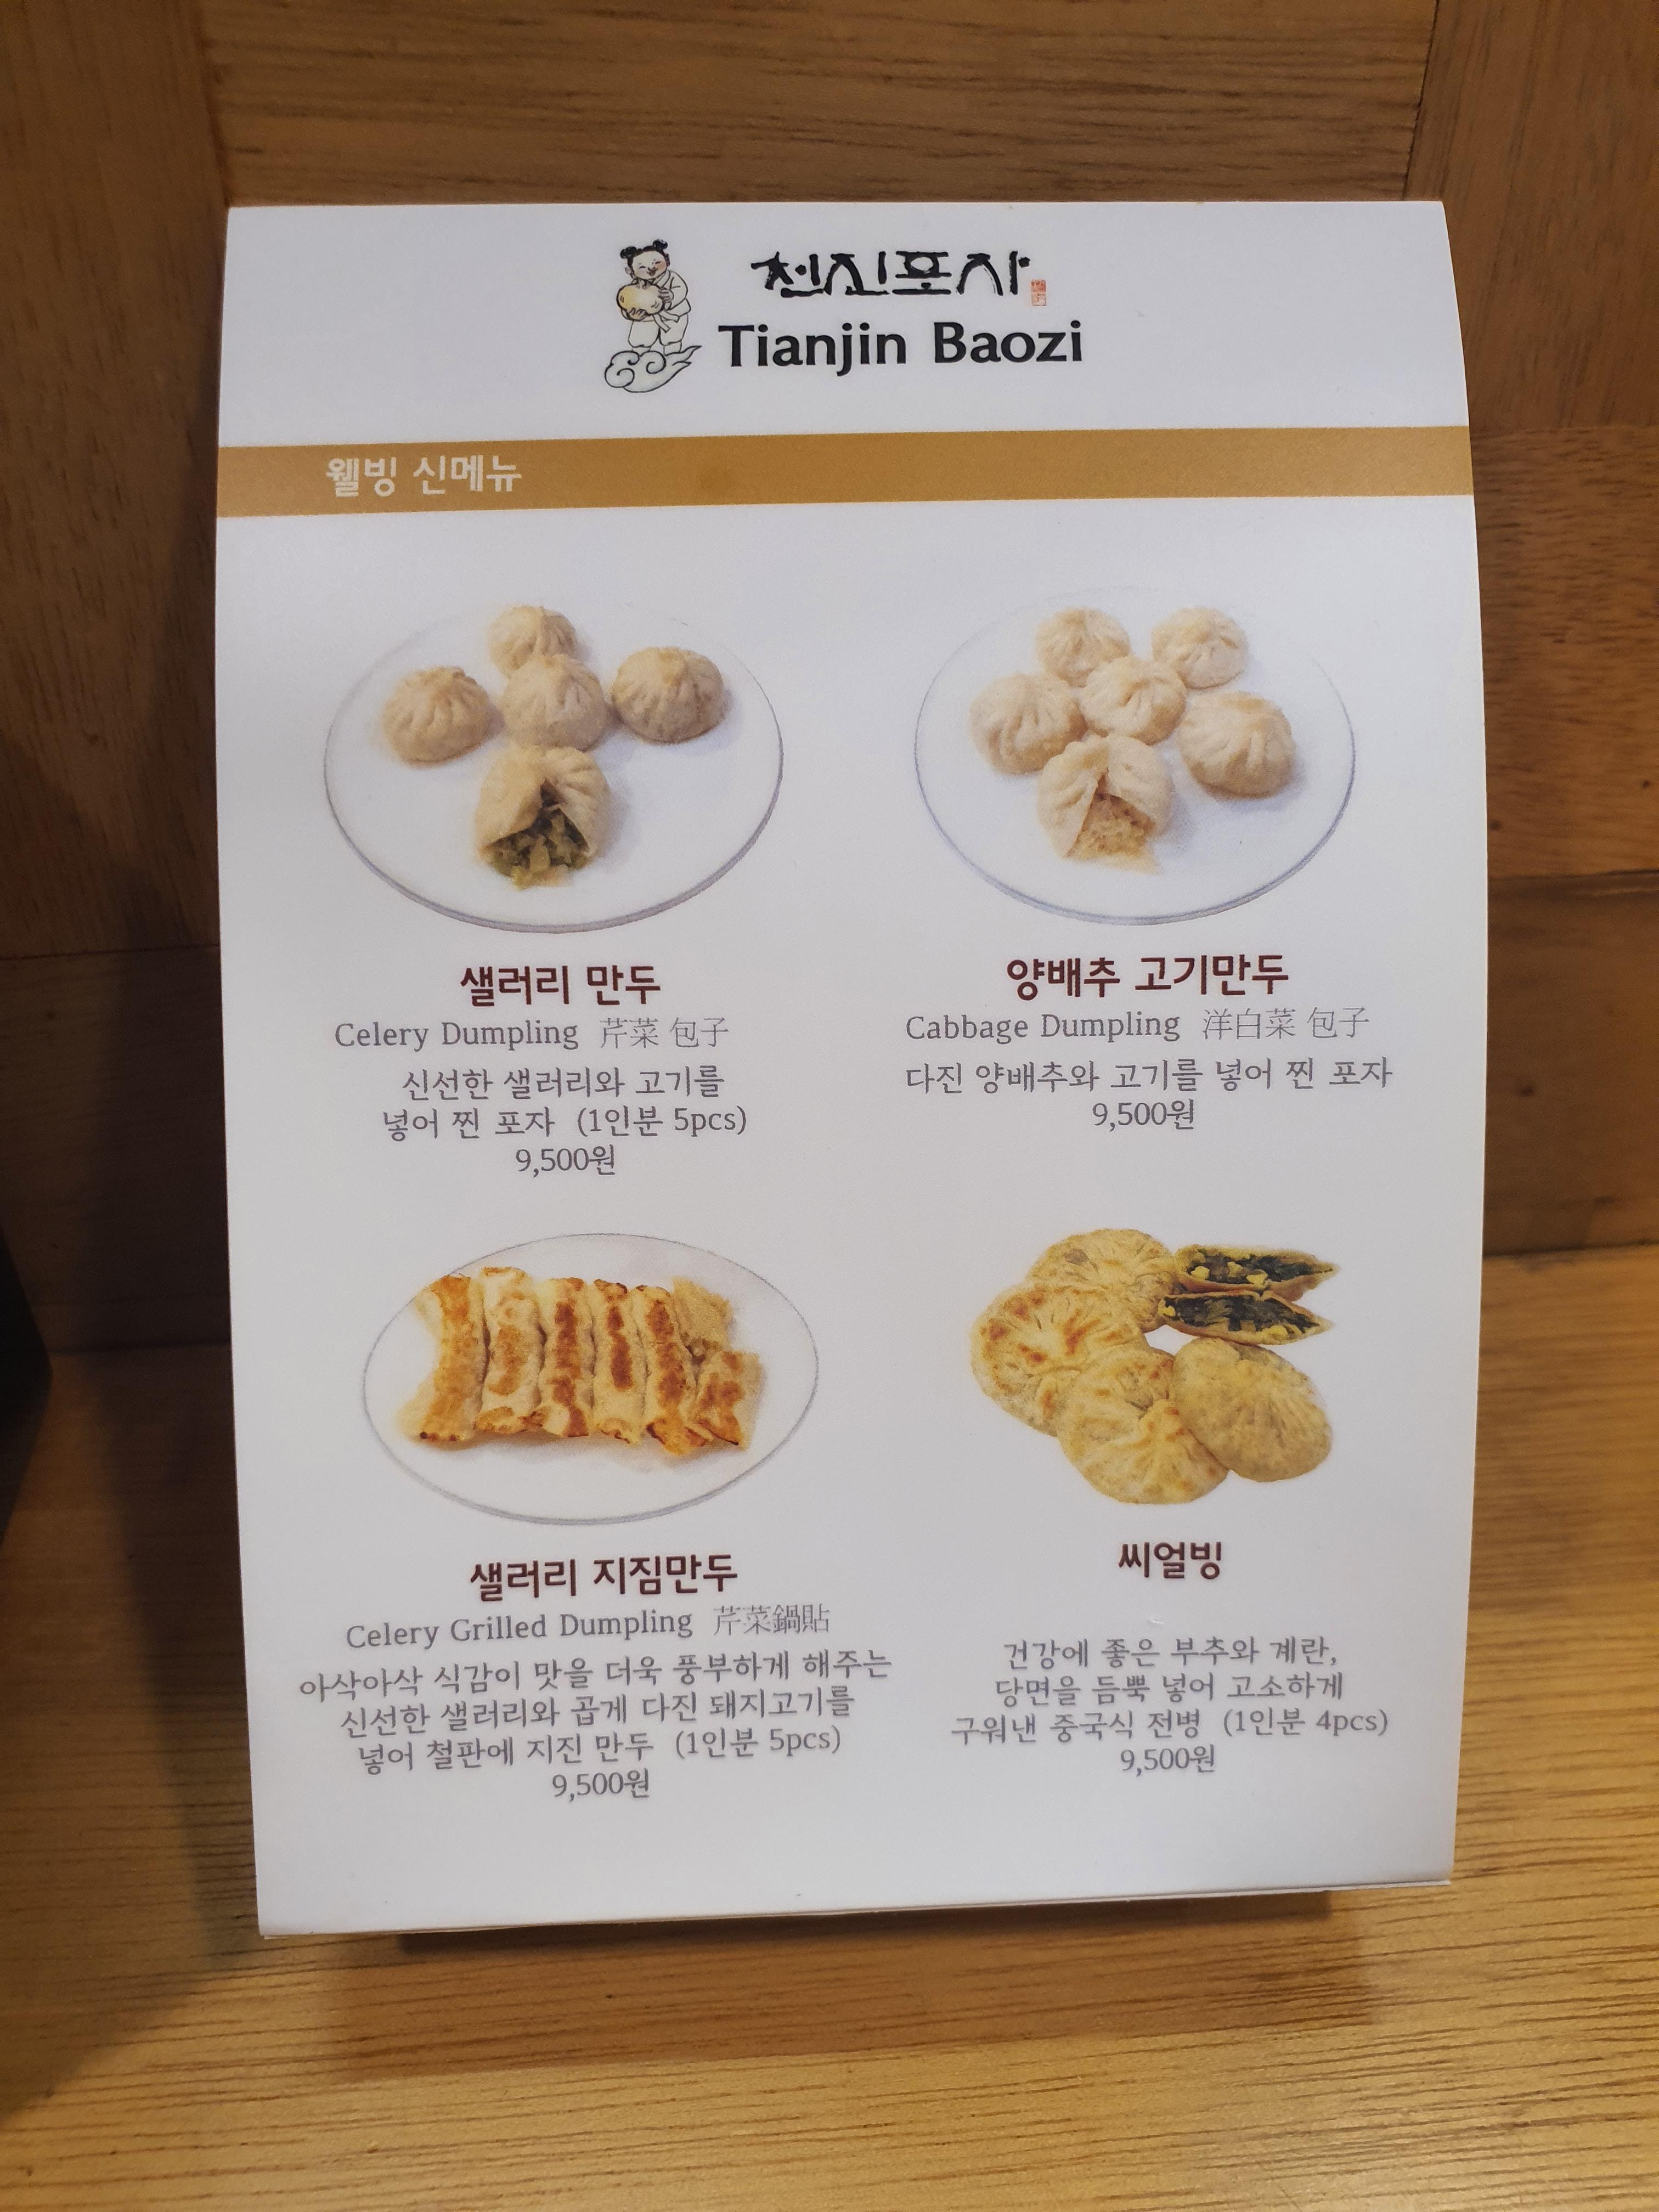 천진포자
Tianjin Baozi
웰빙 신메뉴
샐러리 만두
Celery Dumpling 芹菜 包子
신선한 샐러리와 고기를
넣어 찐 포자 (1인분 5pcs)
9,500원
양배추 고기만두
Cabbage Dumpling 洋白菜 包子
다진 양배추와 고기를 넣어 찐 포자
9,500원
샐러리 지짐만두
Celery Grilled Dumpling 芹菜鍋貼
아삭아삭 식감이 맛을 더욱 풍부하게 해주는
신선한 샐러리와 곱게 다진 돼지고기를
넣어 철판에 지진 만두 (1인분 5pcs)
9,500원
씨얼빙
건강에 좋은 부추와 계란,
당면을 듬뿍 넣어 고소하게
구워낸 중국식 전병 (1인분 4pcs)
9,500원